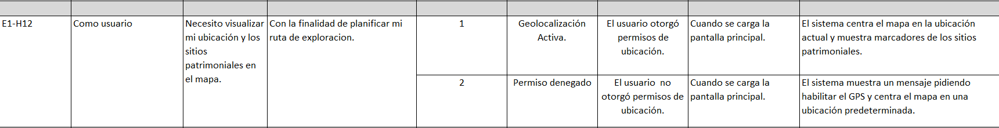 E1-H12
Como usuario
Necesito visualizar
mi ubicación y los
sitios
patrimoniales en
el mapa.
Con la finalidad de planificar mi
ruta de exploracion.
1
Geolocalización
Activa.
El usuario otorgó
permisos de
ubicación.
Cuando se carga la
pantalla principal.
El sistema centra el mapa en la ubicación
actual y muestra marcadores de los sitios
patrimoniales.
2
Permiso denegado
El usuario  no
otorgó permisos de
ubicación.
Cuando se carga la
pantalla principal.
El sistema muestra un mensaje pidiendo
habilitar el GPS y centra el mapa en una
ubicación predeterminada.